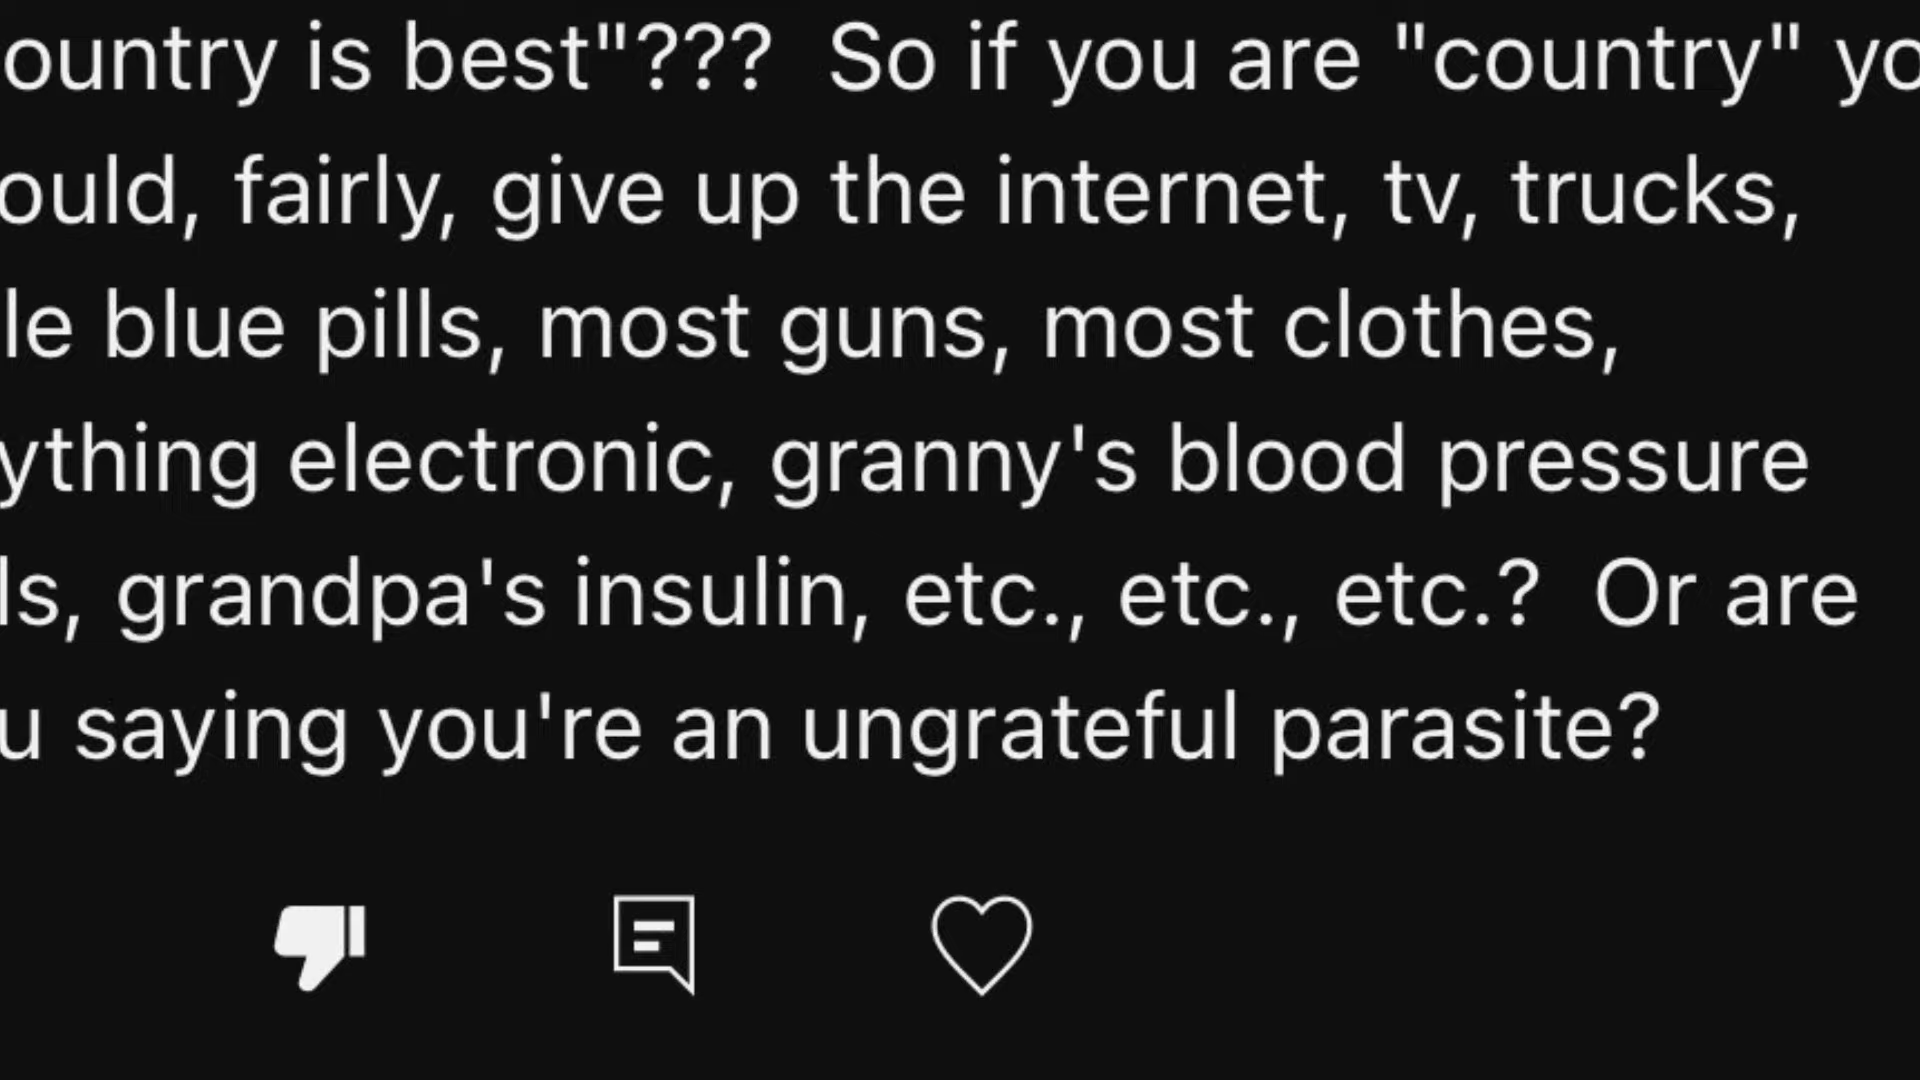 ountry is best"??? So if you are "country" yo
ould, fairly, give up the internet, tv, trucks,
le blue pills, most guns, most clothes,
ything electronic, granny's blood pressure
ls, grandpa's insulin, etc., etc., etc.? Or are
u saying you're an ungrateful parasite?